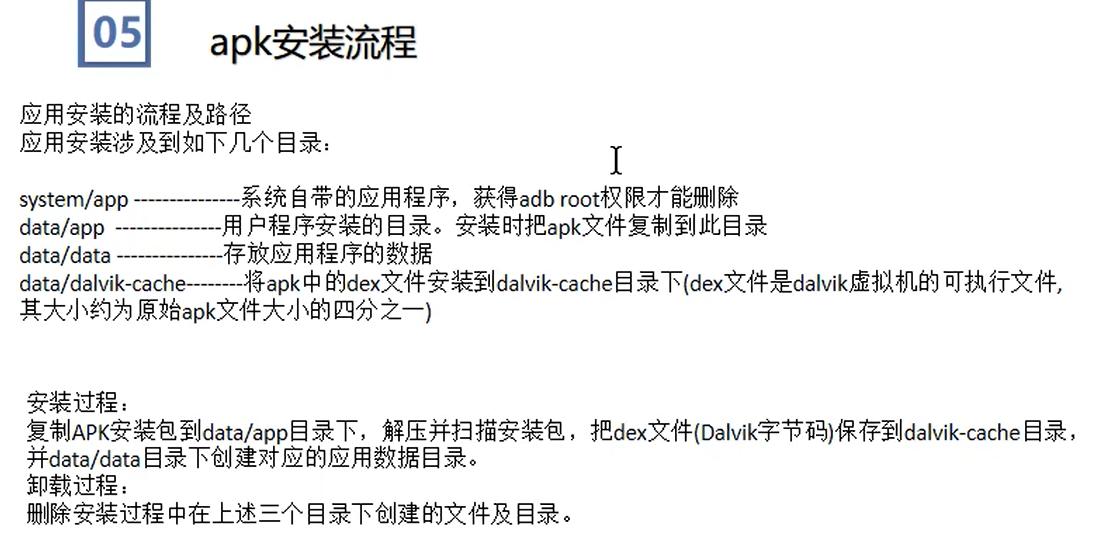 05
apk安装流程
应用安装的流程及路径
应用安装涉及到如下几个目录：
system/app ---------------系统自带的应用程序，获得adb root权限才能删除
data/app ---------------用户程序安装的目录。安装时把apk文件复制到此目录
data/data ---------------存放应用程序的数据
data/dalvik-cache--------将apk中的dex文件安装到dalvik-cache目录下(dex文件是dalvik虚拟机的可执行文件,
其大小约为原始apk文件大小的四分之一)
安装过程：
复制APK安装包到data/app目录下，解压并扫描安装包，把dex文件(Dalvik字节码)保存到dalvik-cache目录，
并data/data目录下创建对应的应用数据目录。
卸载过程：
删除安装过程中在上述三个目录下创建的文件及目录。